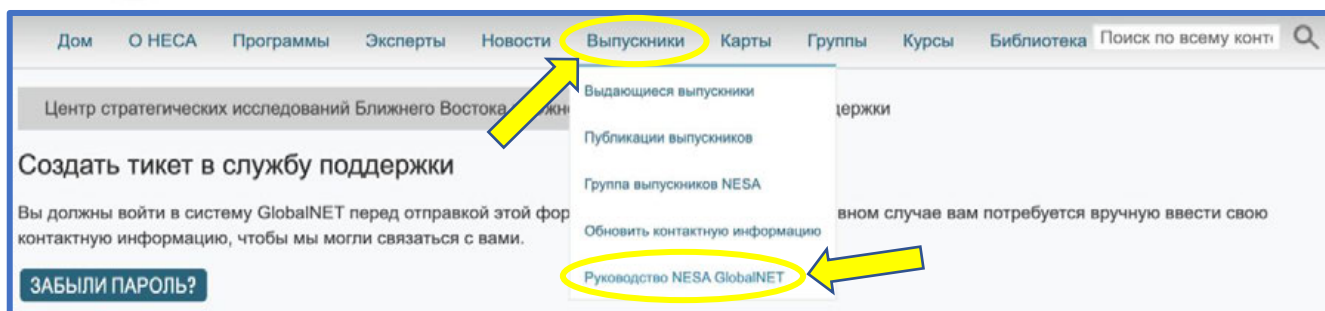 Дом О НЕСА Программы Эксперты Новости Выпускники Карты Группы Курсы Библиотека Поиск по всему конт
Центр стратегических исследований Ближнего Востока
держки
Выдающиеся выпускники
Публикации выпускников
Группа выпускников NESA
Обновить контактную информацию
Руководство NESA GlobalNET
Создать тикет в службу поддержки
Вы должны войти в систему GlobalNET перед отправкой этой фор вном случае вам потребуется вручную ввести свою
контактную информацию, чтобы мы могли связаться с вами.
ЗАБЫЛИ ПАРОЛЬ?